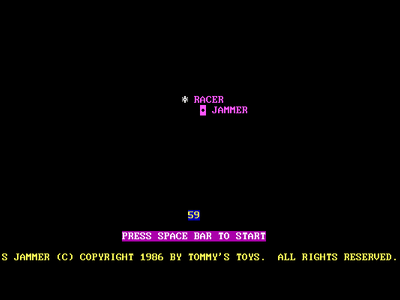 RACER
JAMMER
59
PRESS SPACE BAR TO START
S JAMMER (C) COPYRIGHT 1986 BY TOMMY'S TOYS.  ALL RIGHTS RESERVED.